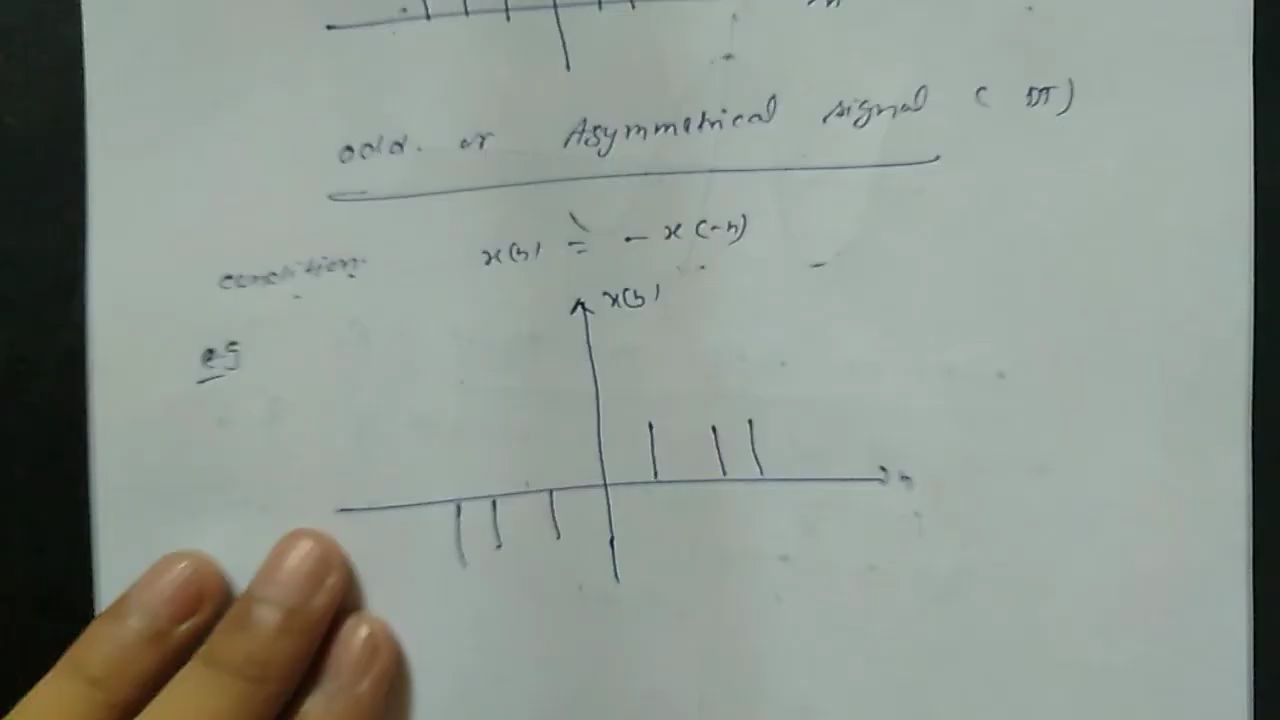 n
odd. or Asymmetrical signal ( DT)
condition. x(n) = - x (-n)
x(n)
eg
n